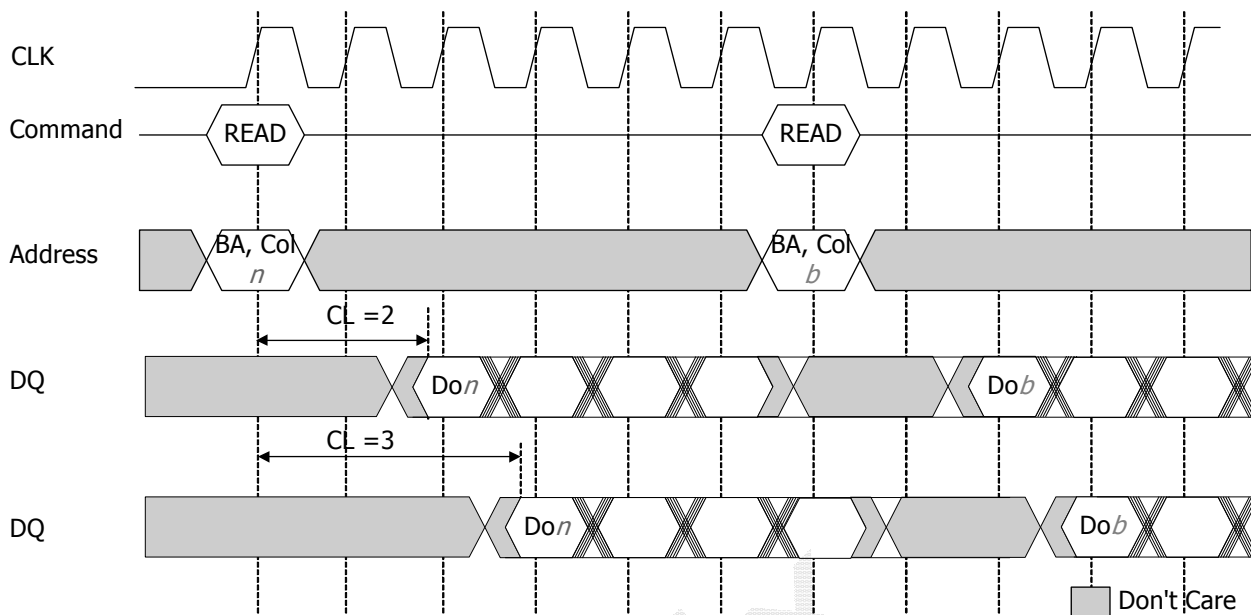 CLK
Command
READ
READ
Address
BA, Col
n
BA, Col
b
CL =2
DQ
Don
Dob
CL =3
DQ
Don
Dob
Don't Care